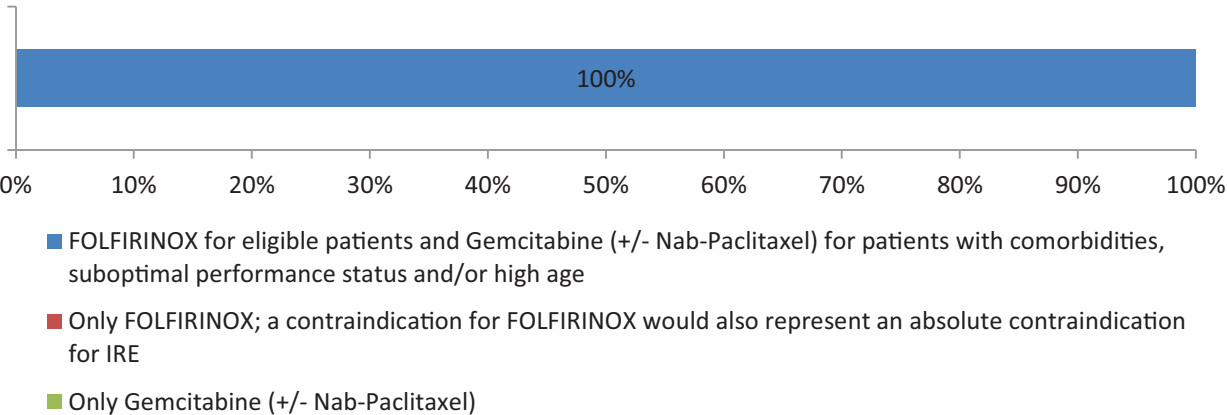 100%
0% 10% 20% 30% 40% 50% 60% 70% 80% 90% 100%
FOLFIRINOX for eligible patients and Gemcitabine (+/- Nab-Paclitaxel) for patients with comorbidities,
suboptimal performance status and/or high age
Only FOLFIRINOX; a contraindication for FOLFIRINOX would also represent an absolute contraindication
for IRE
Only Gemcitabine (+/- Nab-Paclitaxel)